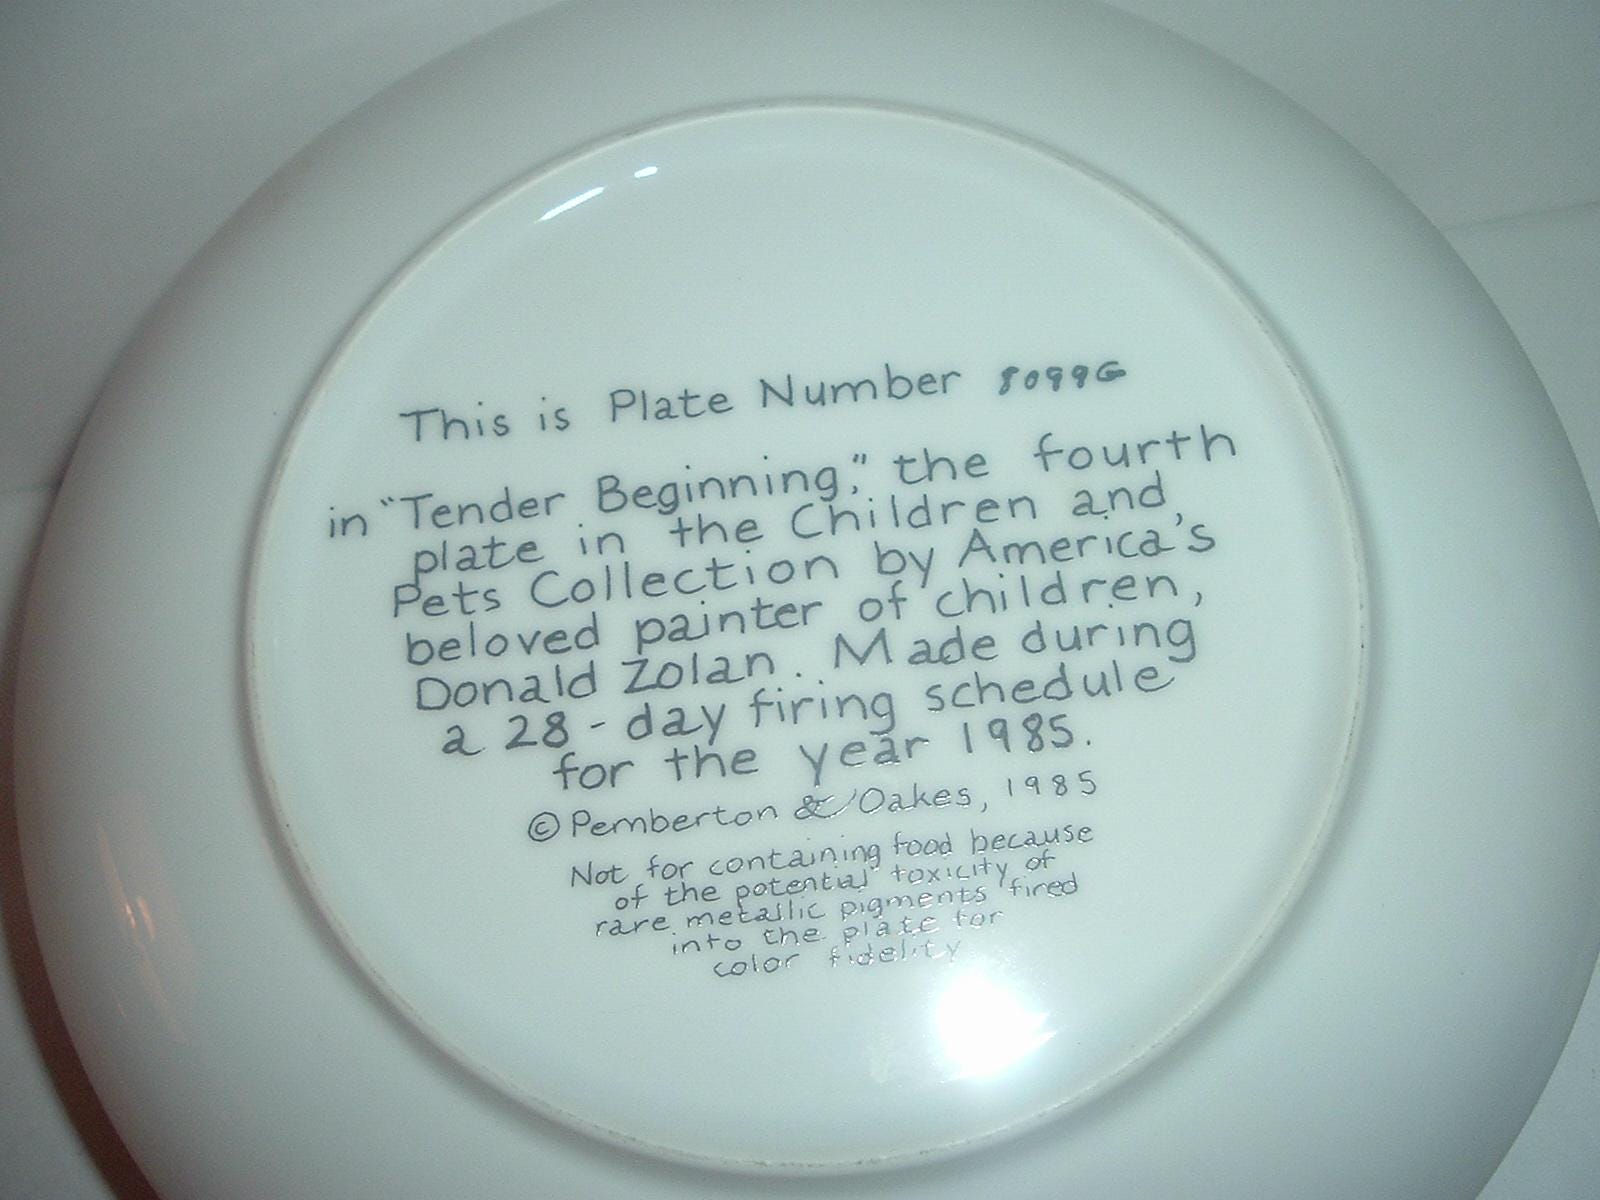 This is Plate Number 8099G
in "Tender Beginning," the fourth
plate in the Children and
Pets Collection by America's
beloved painter of children,
Donald Zolan. Made during
a 28-day firing schedule
for the year 1985.
© Pemberton & Oakes, 1985
Not for containing food because
of the potential toxicity of
rare metallic pigments fired
into the plate for
color fidelity